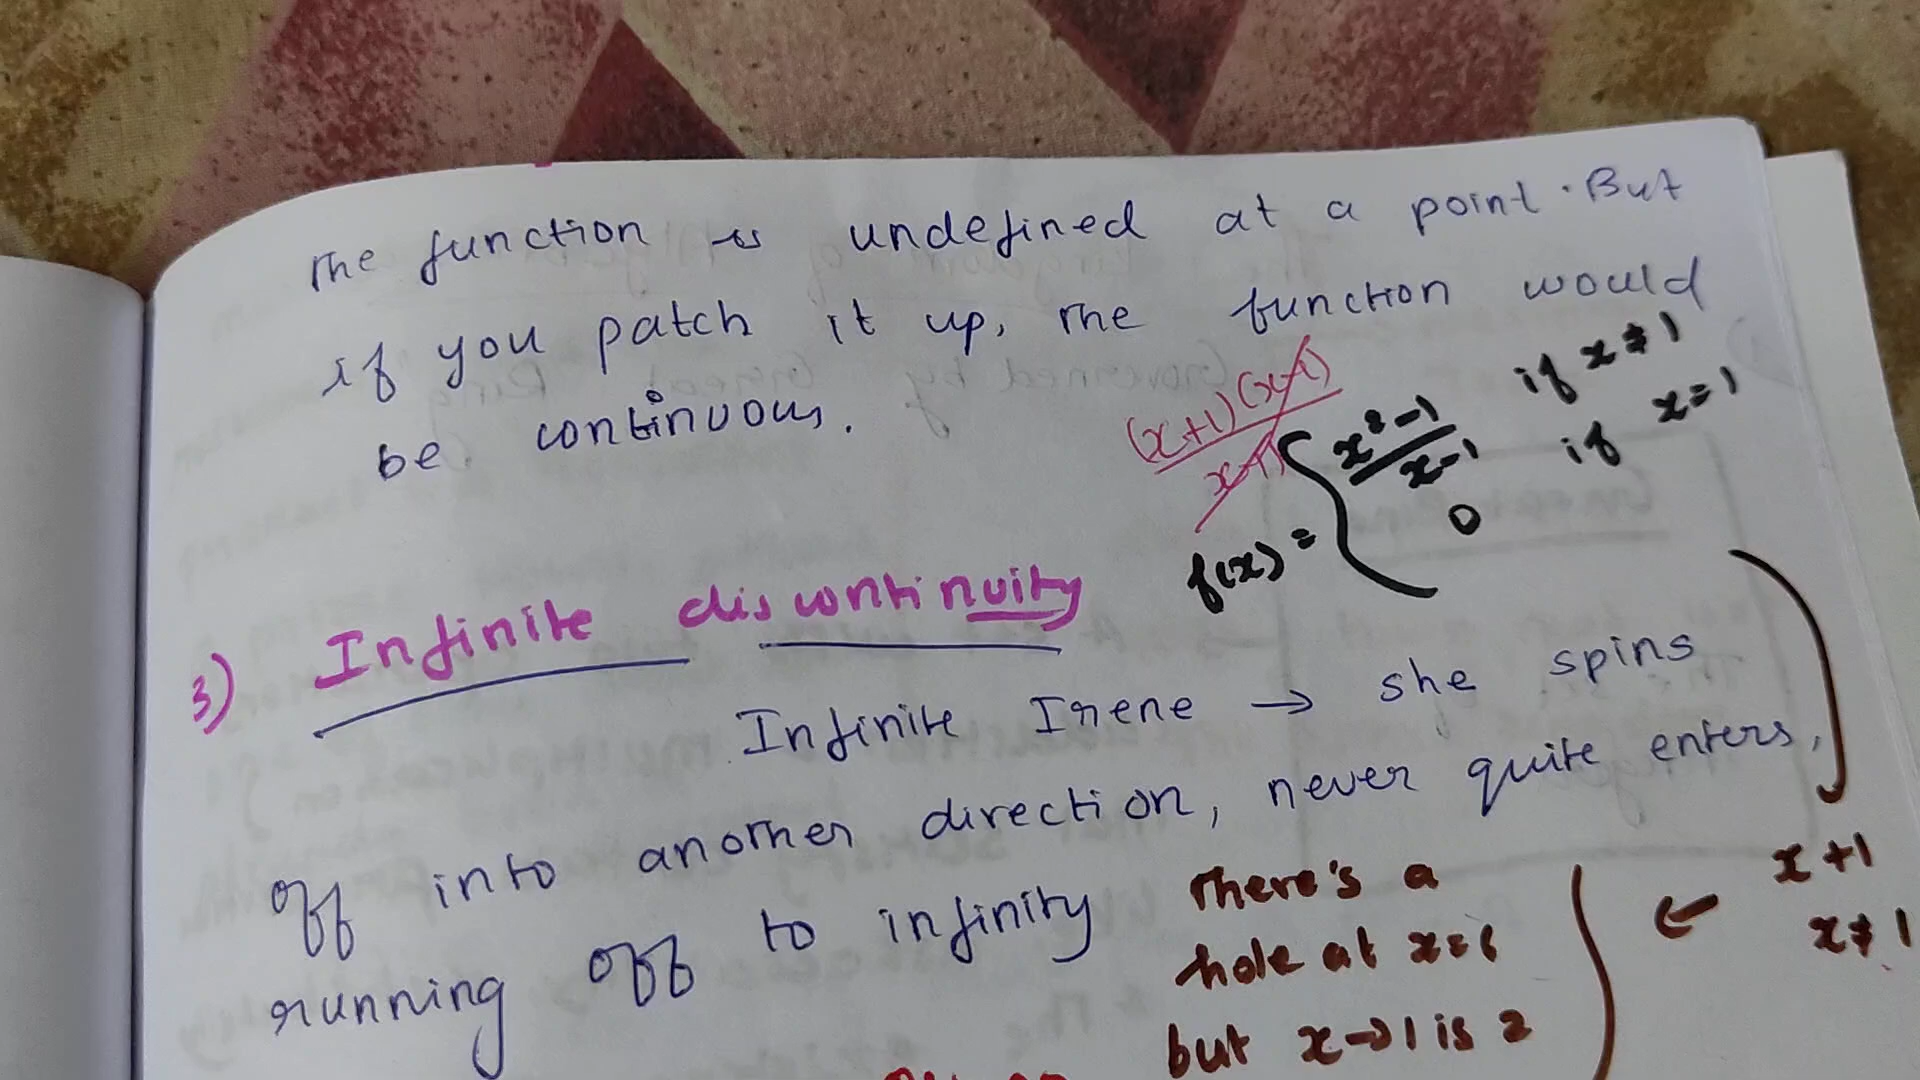 The function is undefined at a point. But
if you patch it up, the function would
be continuous.
(x+1)(x-1)
x-1
f(x) = { x²-1 / x-1 if x≠1
0 if x=1
3) Infinite discontinuity
Infinite Irene → she spins
off into another direction, never quite enters,
running off to infinity
x+1
x≠1
←
There's a
hole at x=1
but x→1 is 2